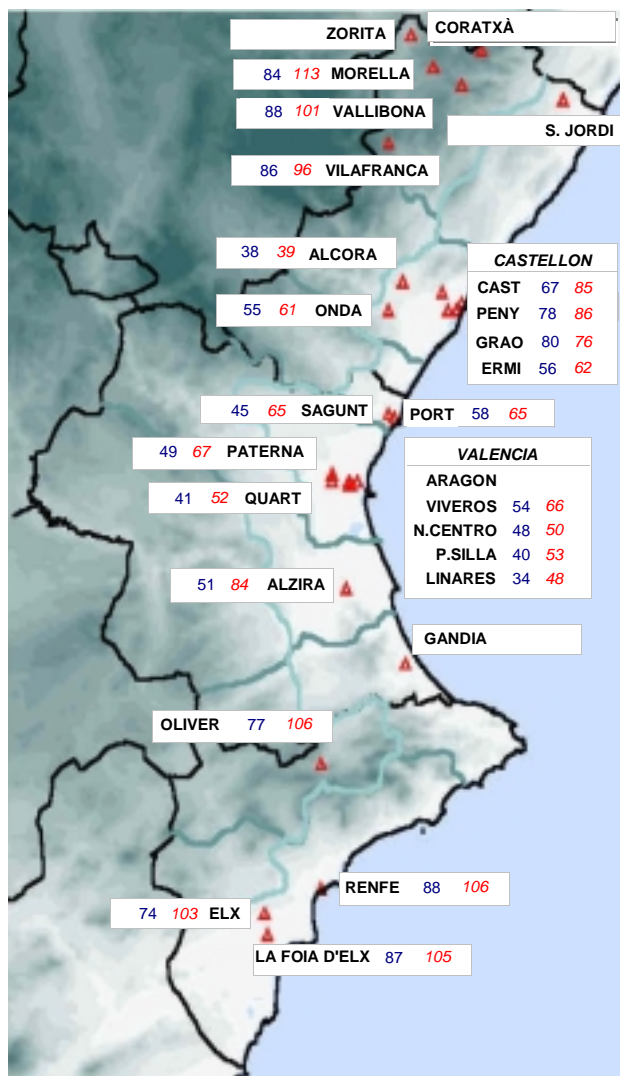 ZORITA
CORATXÀ
84 113 MORELLA
88 101 VALLIBONA
S. JORDI
86 96 VILAFRANCA
38 39 ALCORA
CASTELLON
CAST 67 85
PENY 78 86
GRAO 80 76
ERMI 56 62
55 61 ONDA
45 65 SAGUNT
PORT 58 65
49 67 PATERNA
41 52 QUART
VALENCIA
ARAGON
VIVEROS 54 66
N.CENTRO 48 50
P.SILLA 40 53
LINARES 34 48
51 84 ALZIRA
GANDIA
OLIVER 77 106
RENFE 88 106
74 103 ELX
LA FOIA D'ELX 87 105